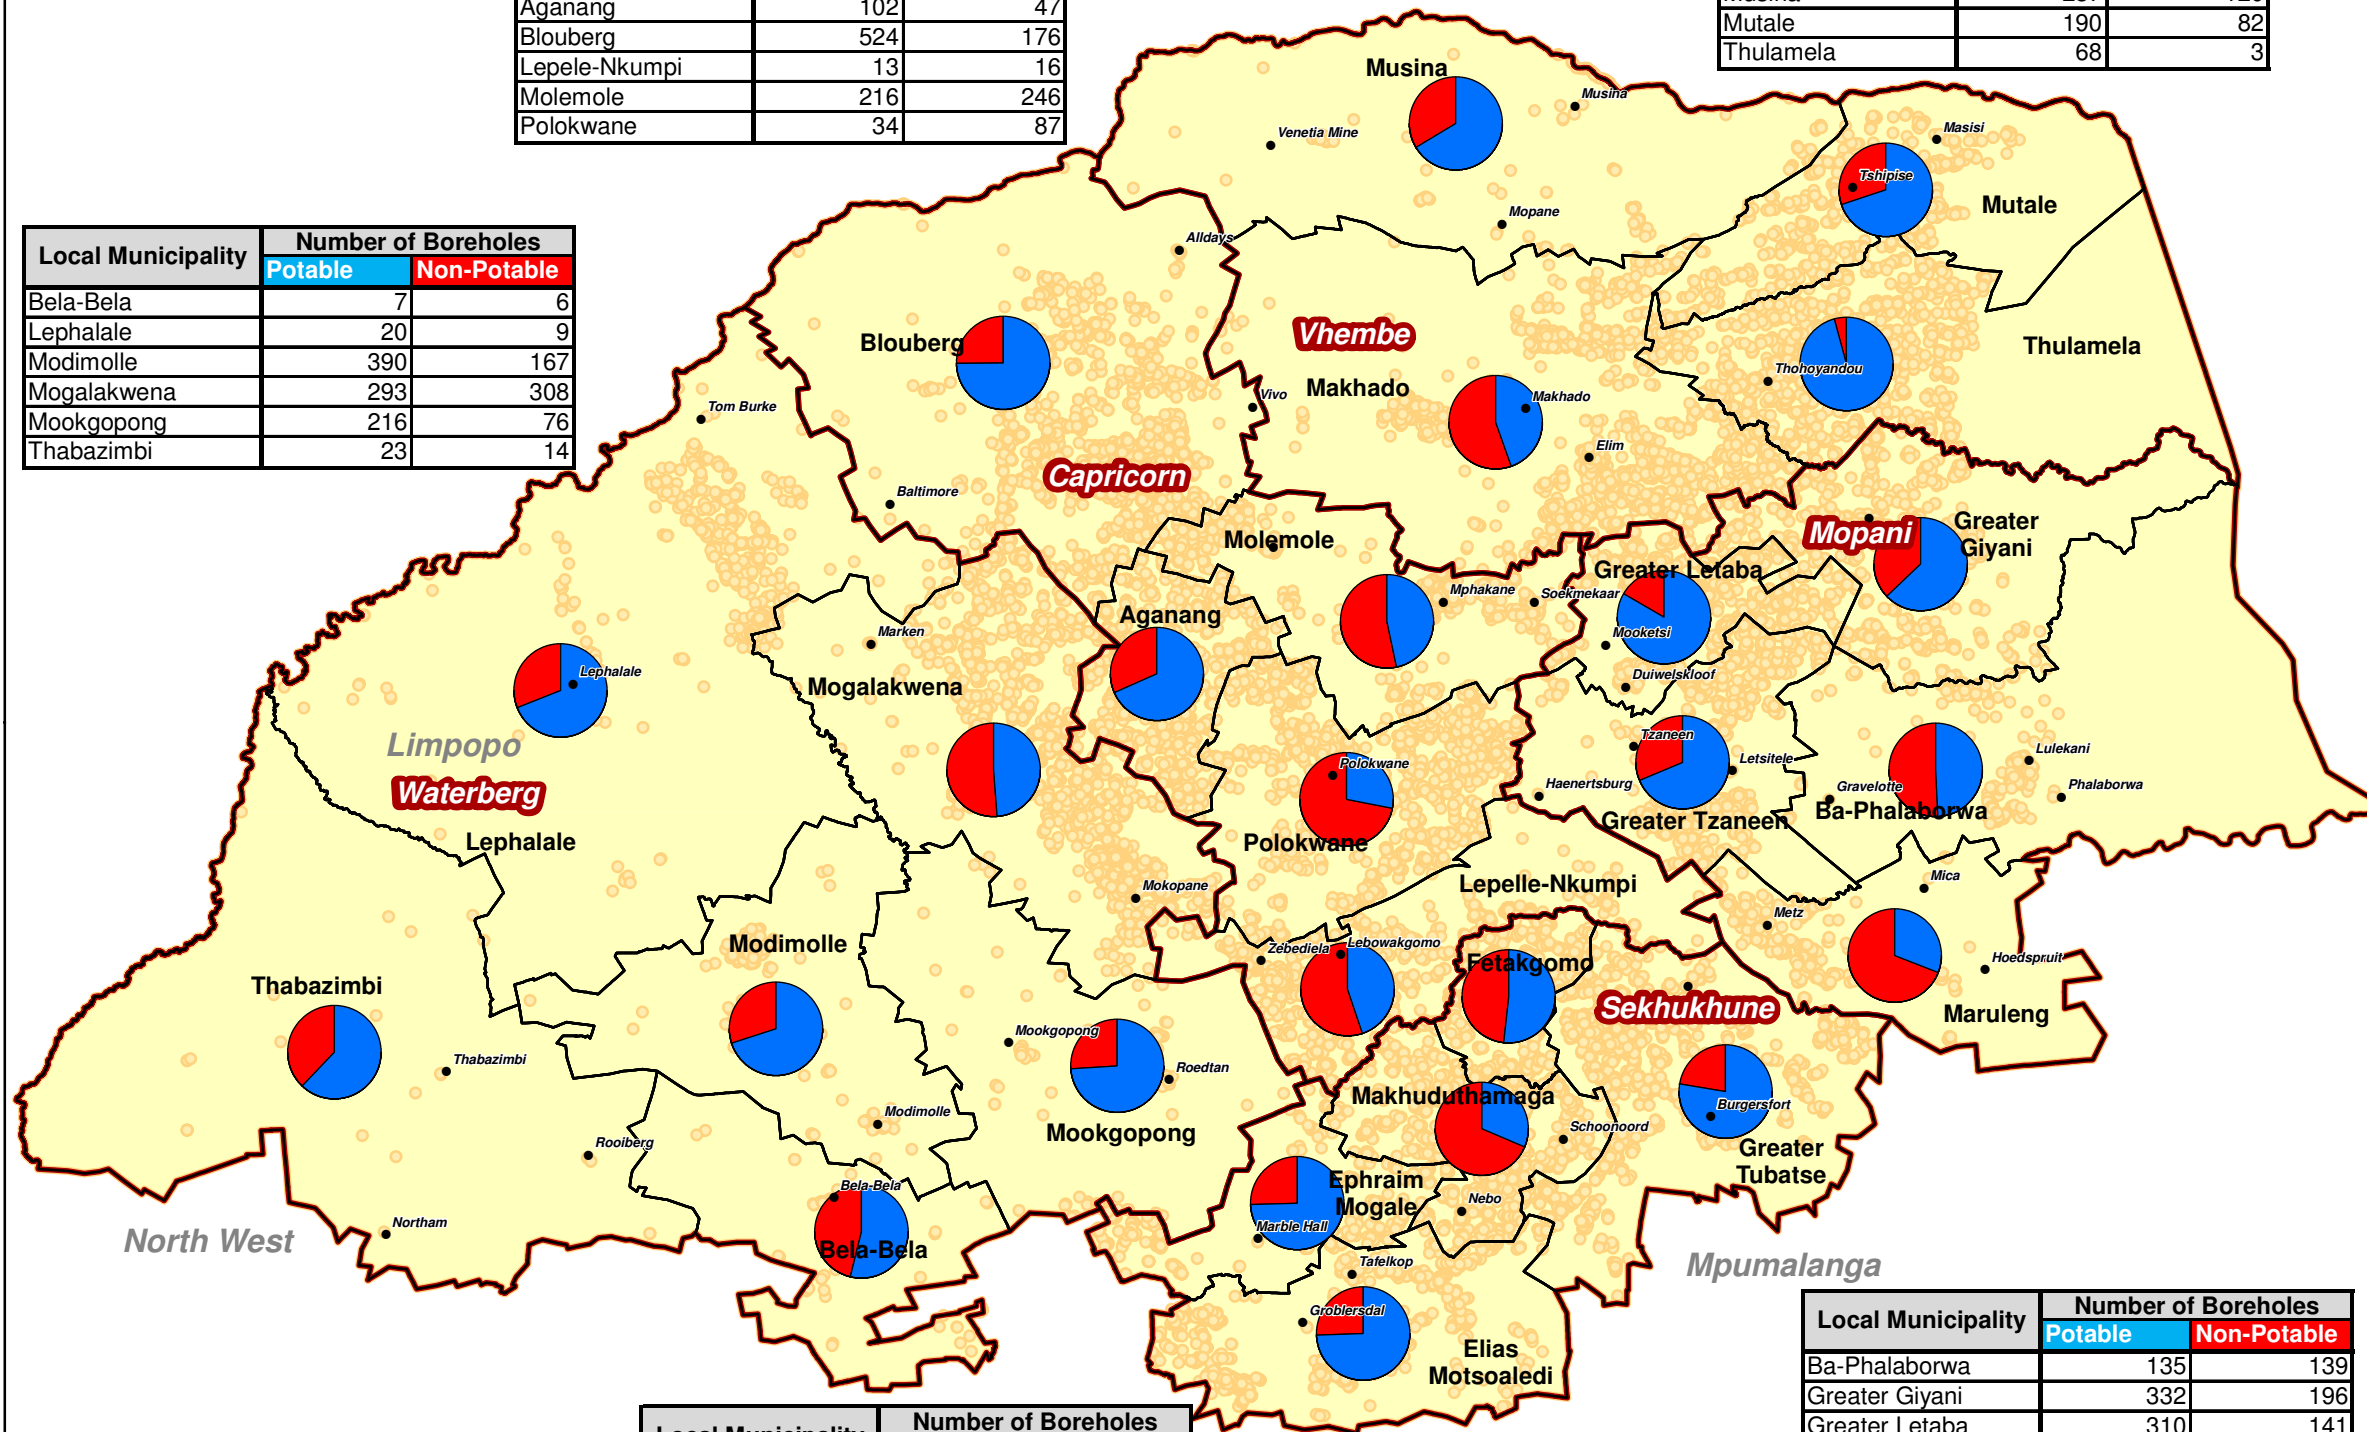 Aganang 102 47
Blouberg 524 176
Lepele-Nkumpi 13 16
Molemole 216 246
Polokwane 34 87
Mutale 190 82
Thulamela 68 3
Local Municipality Number of Boreholes
Potable Non-Potable
Bela-Bela 7 6
Lephalale 20 9
Modimolle 390 167
Mogalakwena 293 308
Mookgopong 216 76
Thabazimbi 23 14
Musina
Musina
Venetia Mine
Masisi
Tshipise
Mutale
Mopane
Alldays
Vhembe
Blouberg
Thulamela
Thohoyandou
Makhado
Makhado
Vivo
Tom Burke
Elim
Capricorn
Baltimore
Molemole
Mopani
Greater
Giyani
Greater Letaba
Mphakane
Soekmekaar
Aganang
Marken
Mooketsi
Duiwelskloof
Lephalale
Mogalakwena
Limpopo
Waterberg
Lephalale
Tzaneen
Letsitele
Haenertsburg
Greater Tzaneen
Lulekani
Phalaborwa
Gravelotte
Ba-Phalaborwa
Polokwane
Polokwane
Mokopane
Lepelle-Nkumpi
Mica
Metz
Modimolle
Zebediela
Lebowakgomo
Fetakgomo
Hoedspruit
Maruleng
Sekhukhune
Thabazimbi
Thabazimbi
Mookgopong
Roedtan
Mookgopong
Makhuduthamaga
Schoonoord
Burgersfort
Greater
Tubatse
Modimolle
Rooiberg
Bela-Bela
Bela-Bela
Ephraim
Mogale
Nebo
Marble Hall
Northam
North West
Tafelkop
Mpumalanga
Groblersdal
Elias
Motsoaledi
Local Municipality Number of Boreholes
Potable Non-Potable
Ba-Phalaborwa 135 139
Greater Giyani 332 196
Greater Letaba 310 141
Local Municipality Number of Boreholes